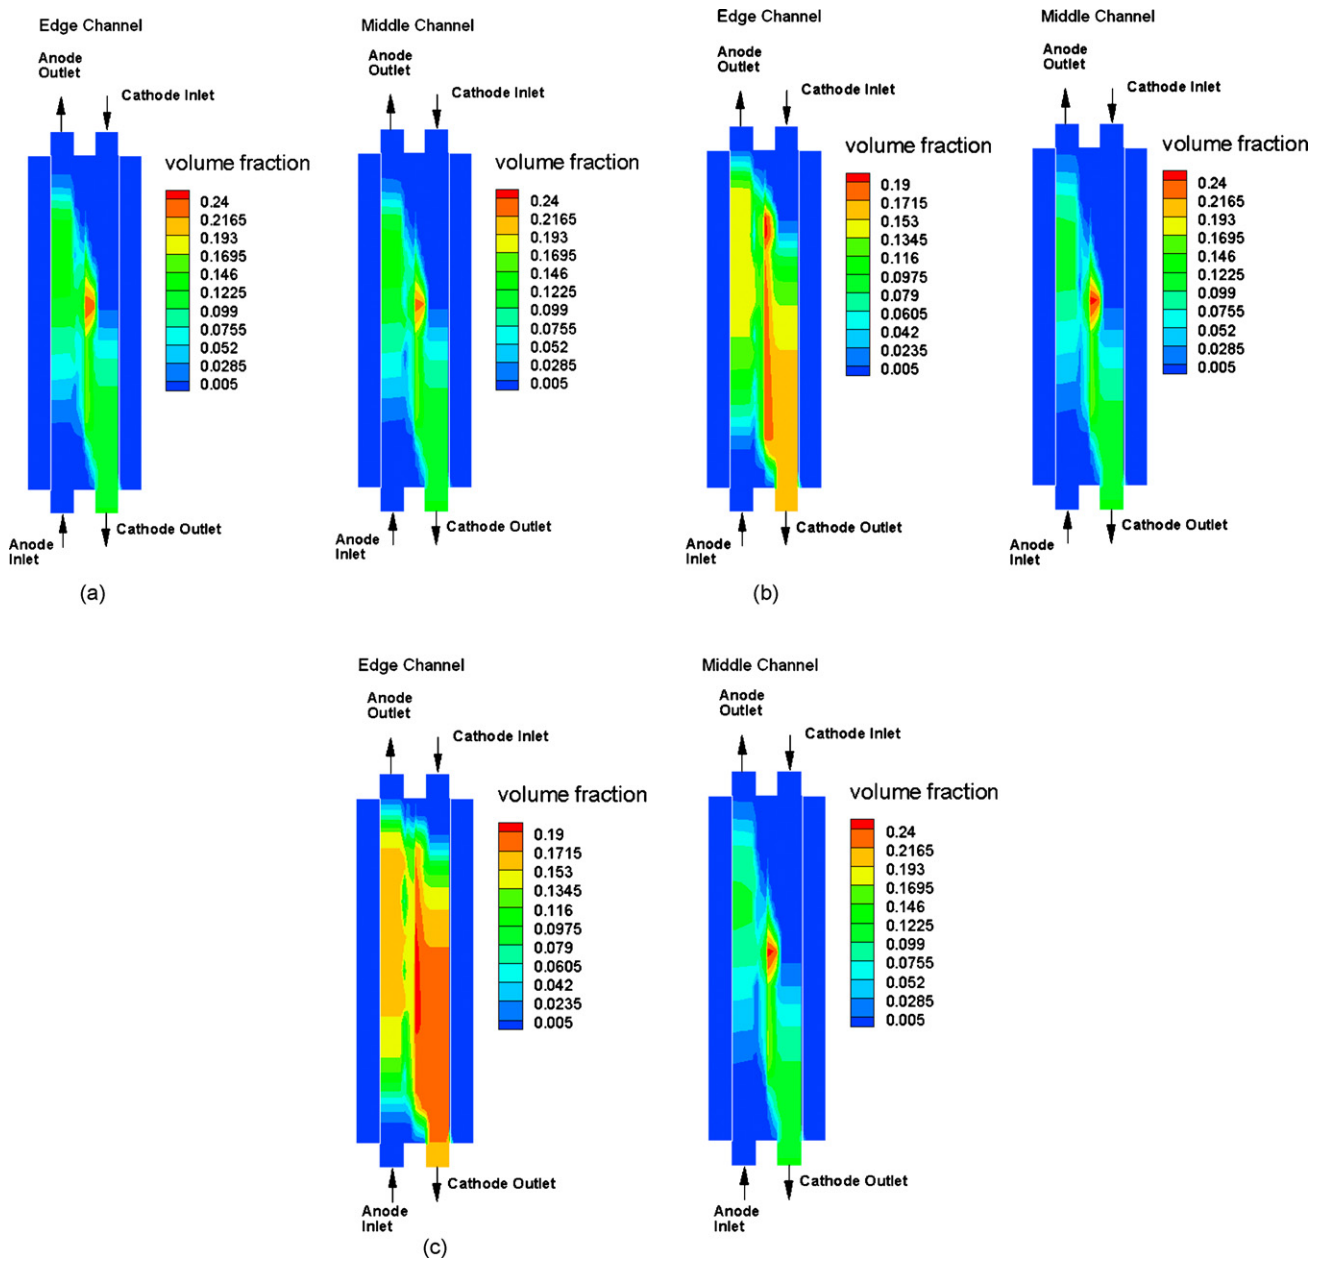 Edge Channel
Anode
Outlet
Cathode Inlet
volume fraction
0.24
0.2165
0.193
0.1695
0.146
0.1225
0.099
0.0755
0.052
0.0285
0.005
Cathode Outlet
Anode
Inlet
Middle Channel
Anode
Outlet
Cathode Inlet
volume fraction
0.24
0.2165
0.193
0.1695
0.146
0.1225
0.099
0.0755
0.052
0.0285
0.005
Cathode Outlet
Anode
Inlet
(a)
Edge Channel
Anode
Outlet
Cathode Inlet
volume fraction
0.19
0.1715
0.153
0.1345
0.116
0.0975
0.079
0.0605
0.042
0.0235
0.005
Cathode Outlet
Anode
Inlet
Middle Channel
Anode
Outlet
Cathode Inlet
volume fraction
0.24
0.2165
0.193
0.1695
0.146
0.1225
0.099
0.0755
0.052
0.0285
0.005
Cathode Outlet
Anode
Inlet
(b)
Edge Channel
Anode
Outlet
Cathode Inlet
volume fraction
0.19
0.1715
0.153
0.1345
0.116
0.0975
0.079
0.0605
0.042
0.0235
0.005
Cathode Outlet
Anode
Inlet
Middle Channel
Anode
Outlet
Cathode Inlet
volume fraction
0.24
0.2165
0.193
0.1695
0.146
0.1225
0.099
0.0755
0.052
0.0285
0.005
Cathode Outlet
Anode
Inlet
(c)